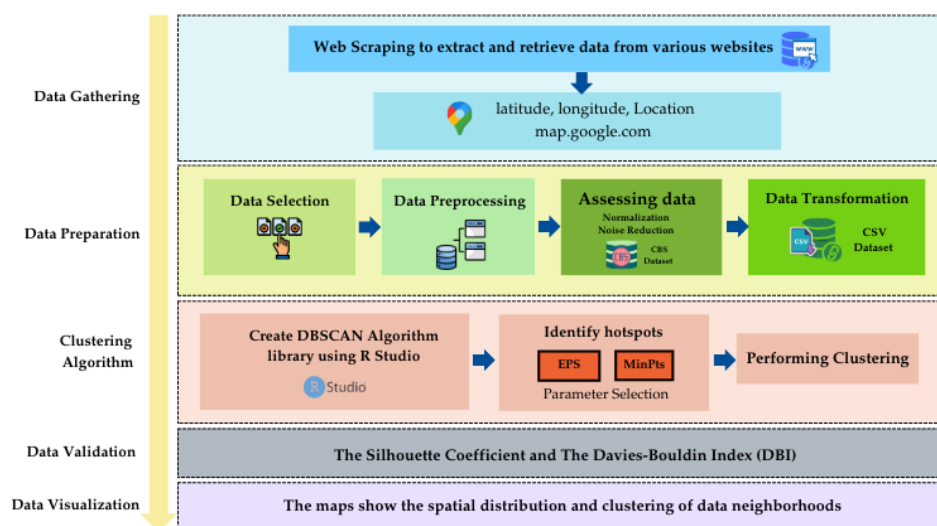 Data Gathering
Web Scraping to extract and retrieve data from various websites
WWW
latitude, longitude, Location
map.google.com
Data Preparation
Data Selection
Data Preprocessing
Assessing data
Normalization
Noise Reduction
CBS
CBS
Dataset
Data Transformation
CSV
CSV
Dataset
Clustering
Algorithm
Create DBSCAN Algorithm
library using R Studio
R Studio
Identify hotspots
EPS
MinPts
Parameter Selection
Performing Clustering
Data Validation
The Silhouette Coefficient and The Davies-Bouldin Index (DBI)
Data Visualization
The maps show the spatial distribution and clustering of data neighborhoods